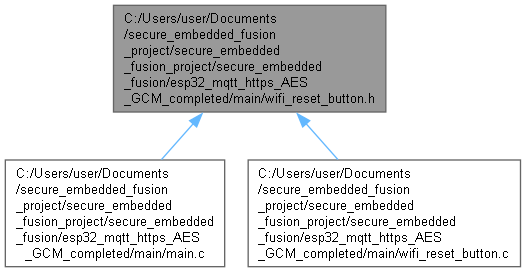 C:/Users/user/Documents
/secure_embedded_fusion
_project/secure_embedded
_fusion_project/secure_embedded
_fusion/esp32_mqtt_https_AES
_GCM_completed/main/wifi_reset_button.h
C:/Users/user/Documents
/secure_embedded_fusion
_project/secure_embedded
_fusion_project/secure_embedded
_fusion/esp32_mqtt_https_AES
_GCM_completed/main/main.c
C:/Users/user/Documents
/secure_embedded_fusion
_project/secure_embedded
_fusion_project/secure_embedded
_fusion/esp32_mqtt_https_AES
_GCM_completed/main/wifi_reset_button.c